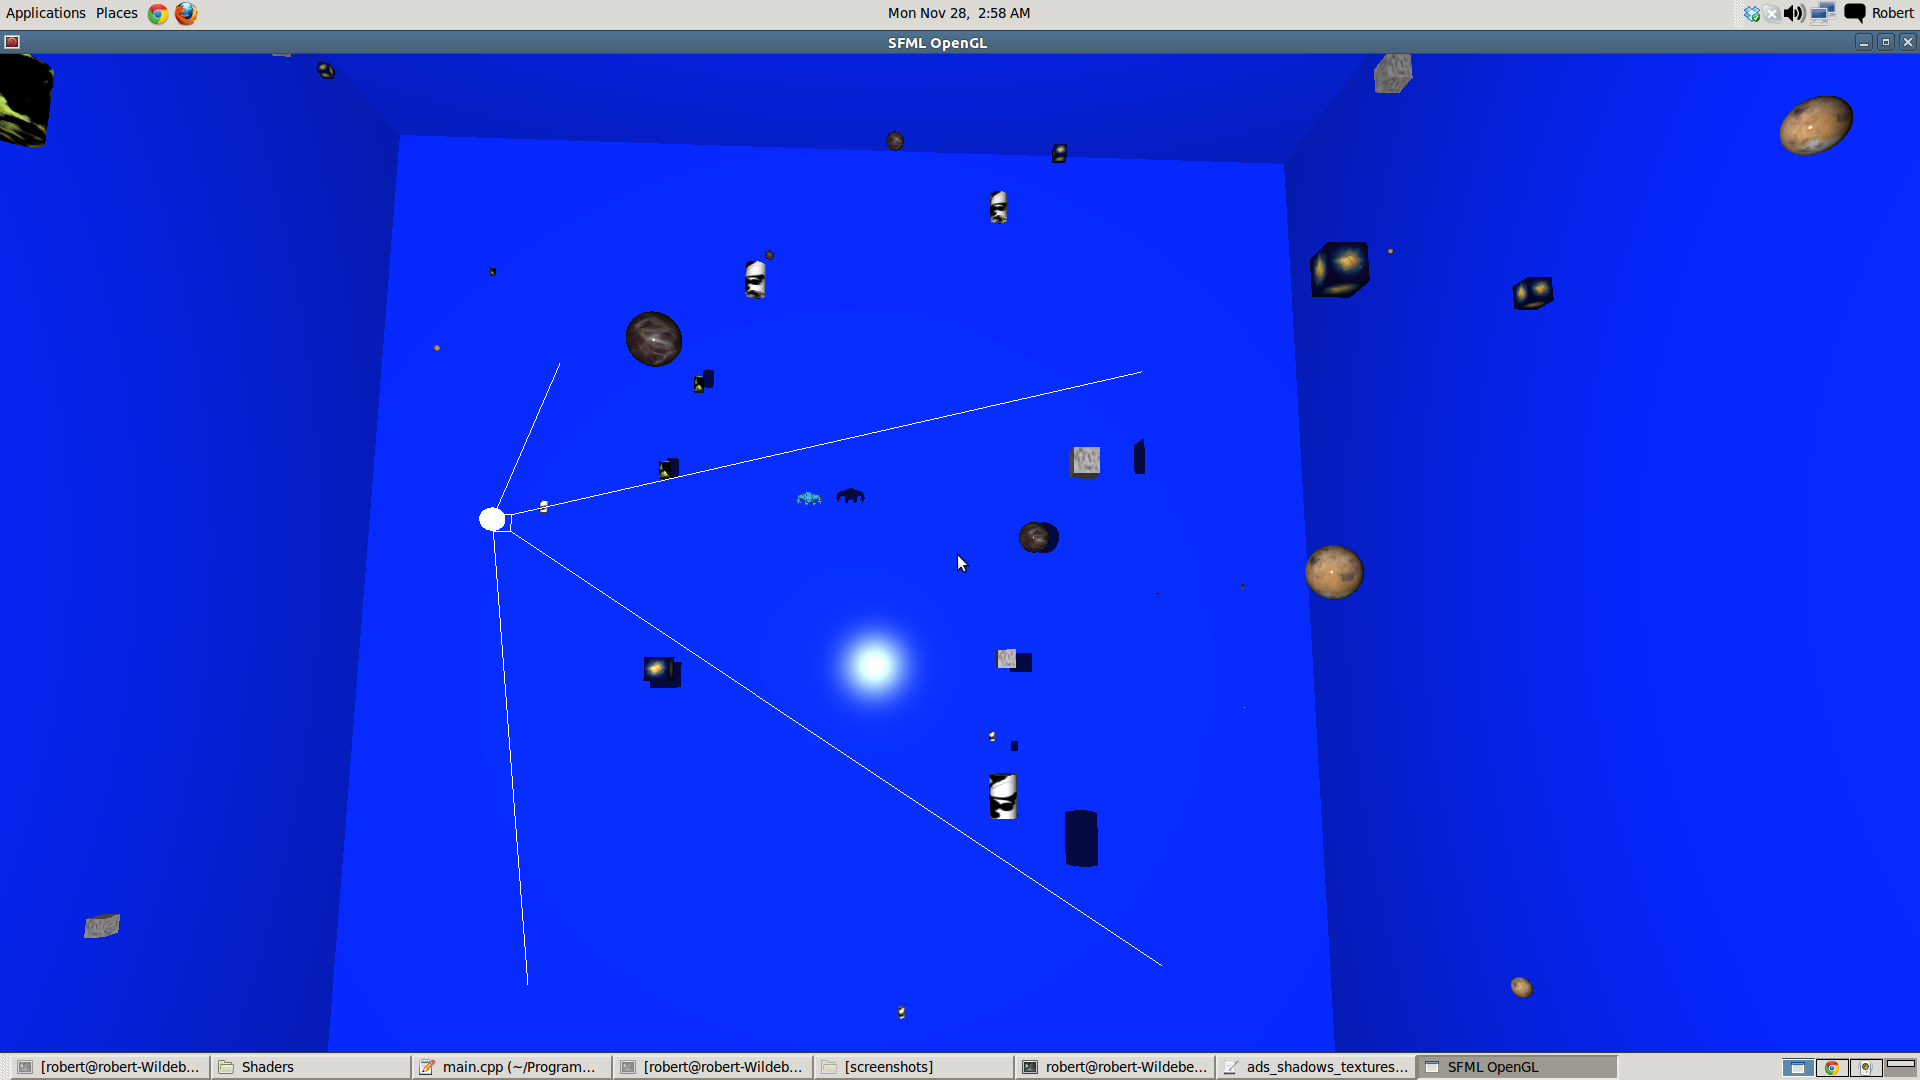 Applications Places Mon Nov 28, 2:58 AM Robert
SFML OpenGL
[robert@robert-Wildeb... Shaders main.cpp (~/Program... [robert@robert-Wildeb... [screenshots] robert@robert-Wildebe... ads_shadows_textures... SFML OpenGL